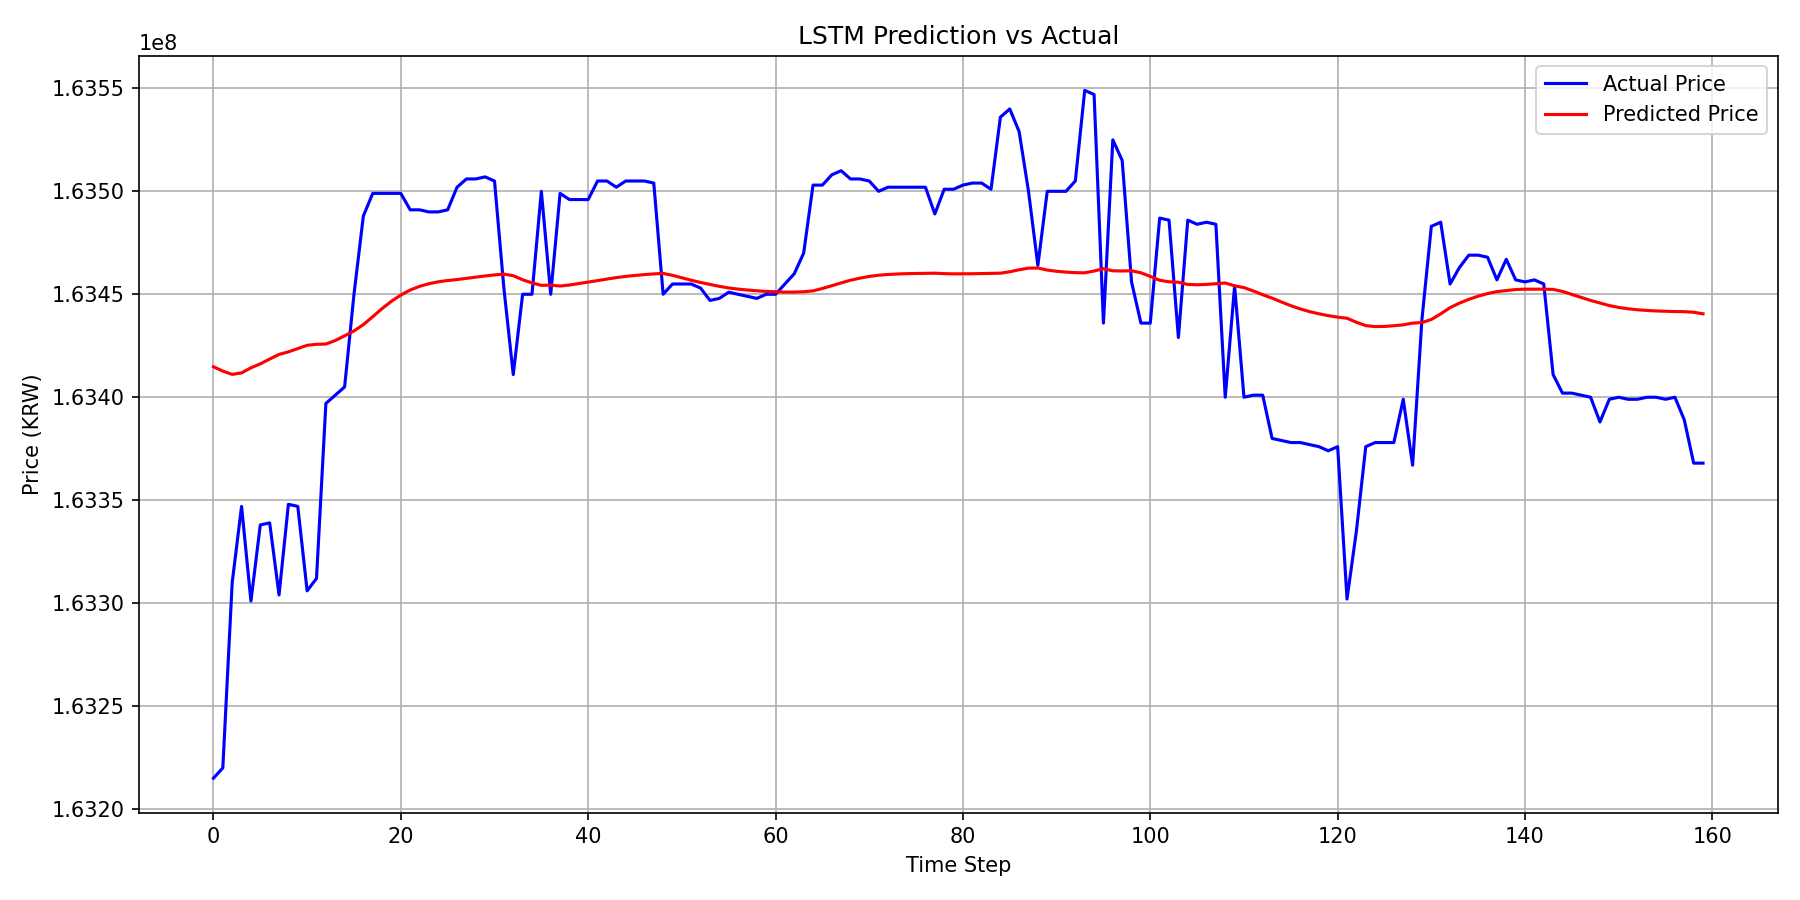 LSTM Prediction vs Actual
1e8
1.6355
1.6350
1.6345
1.6340
1.6335
1.6330
1.6325
1.6320
Price (KRW)
Actual Price
Predicted Price
0 20 40 60 80 100 120 140 160
Time Step